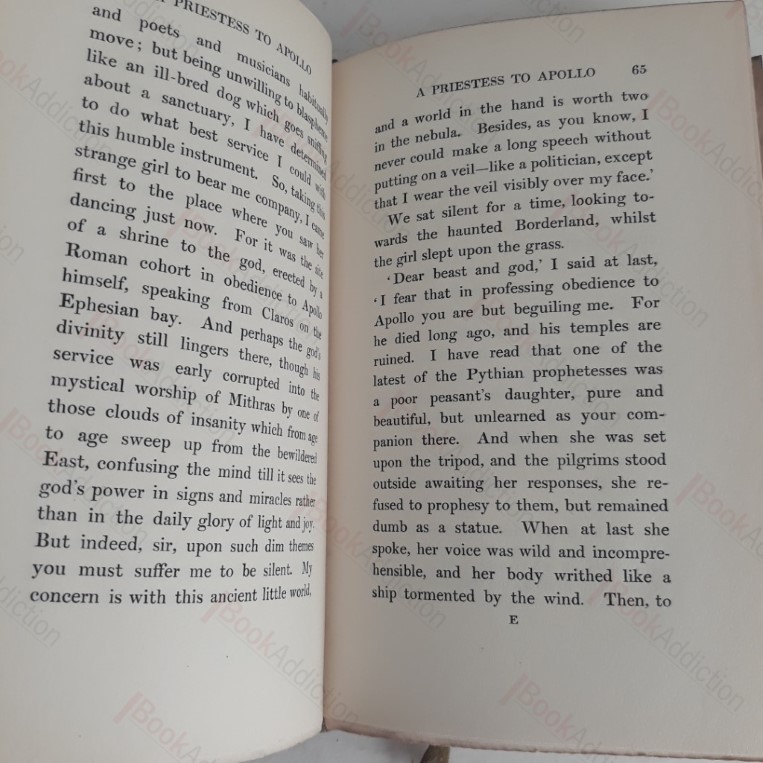 A PRIESTESS TO APOLLO
and poets and musicians habitually
move; but being unwilling to blaspheme
like an ill-bred dog which goes sniffing
about a sanctuary, I have determined
to do what best service I could with
this humble instrument. So, taking this
strange girl to bear me company, I came
first to the place where you saw her
dancing just now. For it was the site
of a shrine to the god, erected by a
Roman cohort in obedience to Apollo
himself, speaking from Claros on the
Ephesian bay. And perhaps the god's
divinity still lingers there, though his
service was early corrupted into the
mystical worship of Mithras by one of
those clouds of insanity which from age
to age sweep up from the bewildered
East, confusing the mind till it sees the
god's power in signs and miracles rather
than in the daily glory of light and joy.
But indeed, sir, upon such dim themes
you must suffer me to be silent. My
concern is with this ancient little world,
A PRIESTESS TO APOLLO 65
and a world in the hand is worth two
in the nebula. Besides, as you know, I
never could make a long speech without
putting on a veil—like a politician, except
that I wear the veil visibly over my face.'
We sat silent for a time, looking to-
wards the haunted Borderland, whilst
the girl slept upon the grass.
'Dear beast and god,' I said at last,
'I fear that in professing obedience to
Apollo you are but beguiling me. For
he died long ago, and his temples are
ruined. I have read that one of the
latest of the Pythian prophetesses was
a poor peasant's daughter, pure and
beautiful, but unlearned as your com-
panion there. And when she was set
upon the tripod, and the pilgrims stood
outside awaiting her responses, she re-
fused to prophesy to them, but remained
dumb as a statue. When at last she
spoke, her voice was wild and incompre-
hensible, and her body writhed like a
ship tormented by the wind. Then, to
E
BookAddiction